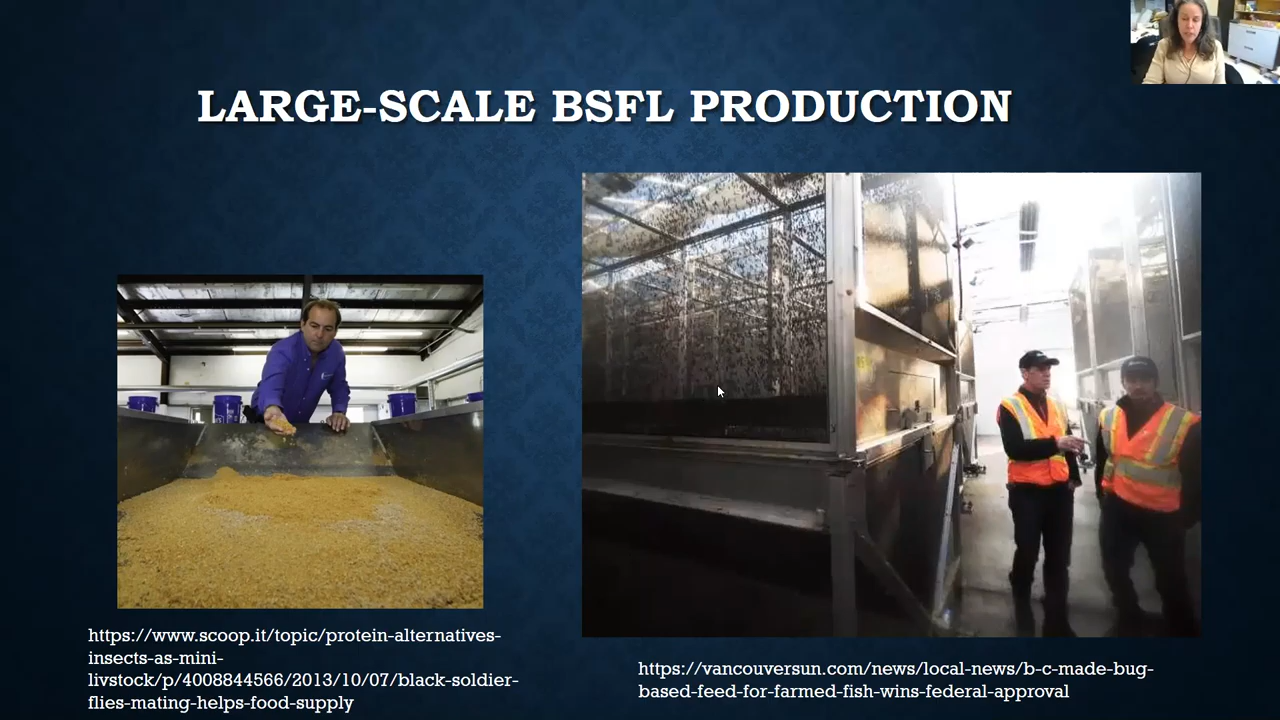 LARGE-SCALE BSFL PRODUCTION
https://www.scoop.it/topic/protein-alternatives-
insects-as-mini-
livstock/p/4008844566/2013/10/07/black-soldier-
flies-mating-helps-food-supply
https://vancouversun.com/news/local-news/b-c-made-bug-
based-feed-for-farmed-fish-wins-federal-approval